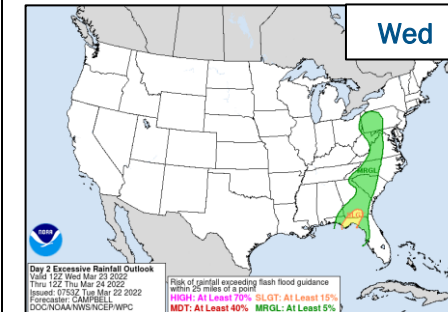 Wed
MRGL
SLGT
NOAA
Day 2 Excessive Rainfall Outlook
Valid 12Z Wed Mar 23 2022
Thru 12Z Thu Mar 24 2022
Issued: 0753Z Tue Mar 22 2022
Forecaster: CAMPBELL
DOC/NOAA/NWS/NCEP/WPC
Risk of rainfall exceeding flash flood guidance
within 25 miles of a point
HIGH: At Least 70% SLGT: At Least 15%
MDT: At Least 40% MRGL: At Least 5%